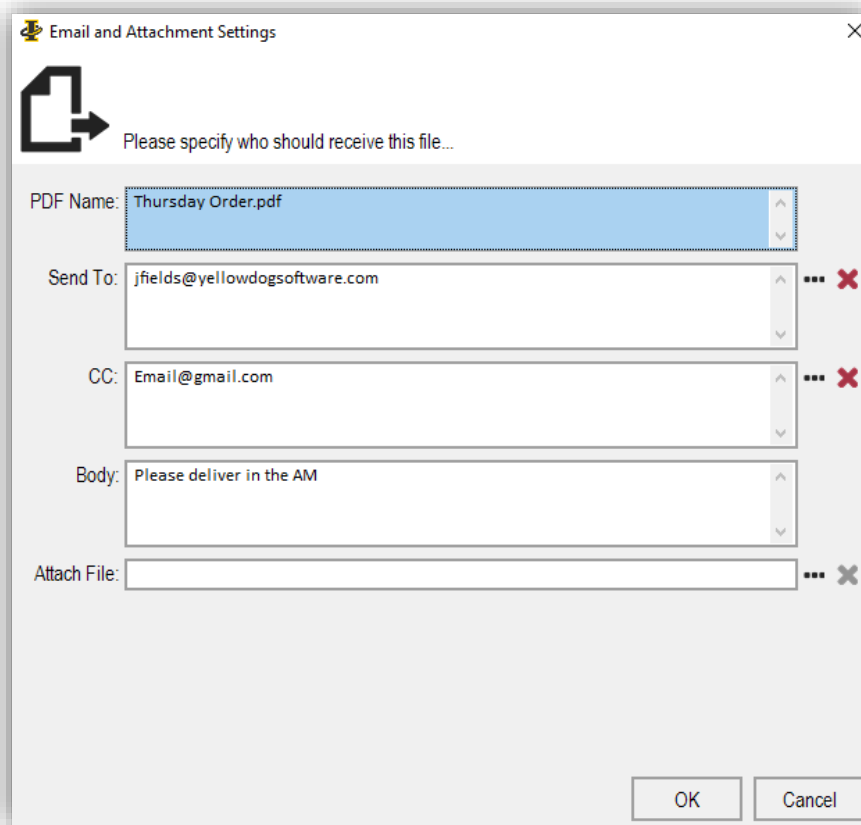 Email and Attachment Settings
Please specify who should receive this file...
PDF Name: Thursday Order.pdf
Send To: jfields@yellowdogsoftware.com
CC: Email@gmail.com
Body: Please deliver in the AM
Attach File:
OK Cancel